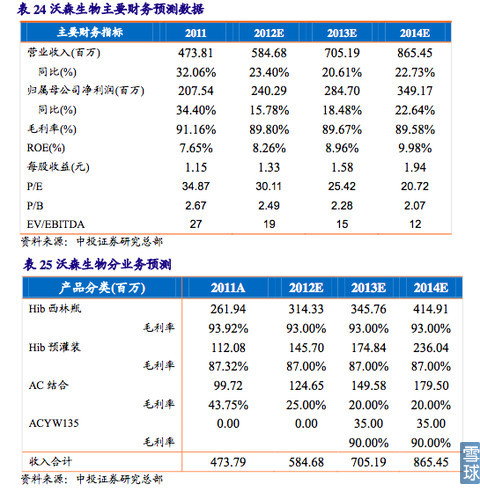 表 24 沃森生物主要财务预测数据
主要财务指标 2011 2012E 2013E 2014E
营业收入(百万) 473.81 584.68 705.19 865.45
同比(%) 32.06% 23.40% 20.61% 22.73%
归属母公司净利润(百万) 207.54 240.29 284.70 349.17
同比(%) 34.40% 15.78% 18.48% 22.64%
毛利率(%) 91.16% 89.80% 89.67% 89.58%
ROE(%) 7.65% 8.26% 8.96% 9.98%
每股收益(元) 1.15 1.33 1.58 1.94
P/E 34.87 30.11 25.42 20.72
P/B 2.67 2.49 2.28 2.07
EV/EBITDA 27 19 15 12
资料来源：中投证券研究总部
表 25 沃森生物分业务预测
产品分类(百万) 2011A 2012E 2013E 2014E
Hib 西林瓶 261.94 314.33 345.76 414.91
毛利率 93.92% 93.00% 93.00% 93.00%
Hib 预灌装 112.08 145.70 174.84 236.04
毛利率 87.32% 87.00% 87.00% 87.00%
AC 结合 99.72 124.65 149.58 179.50
毛利率 43.75% 25.00% 20.00% 20.00%
ACYW135 0.00 0.00 35.00 35.00
毛利率 90.00% 90.00%
收入合计 473.79 584.68 705.19 865.45
资料来源：中投证券研究总部
雪球